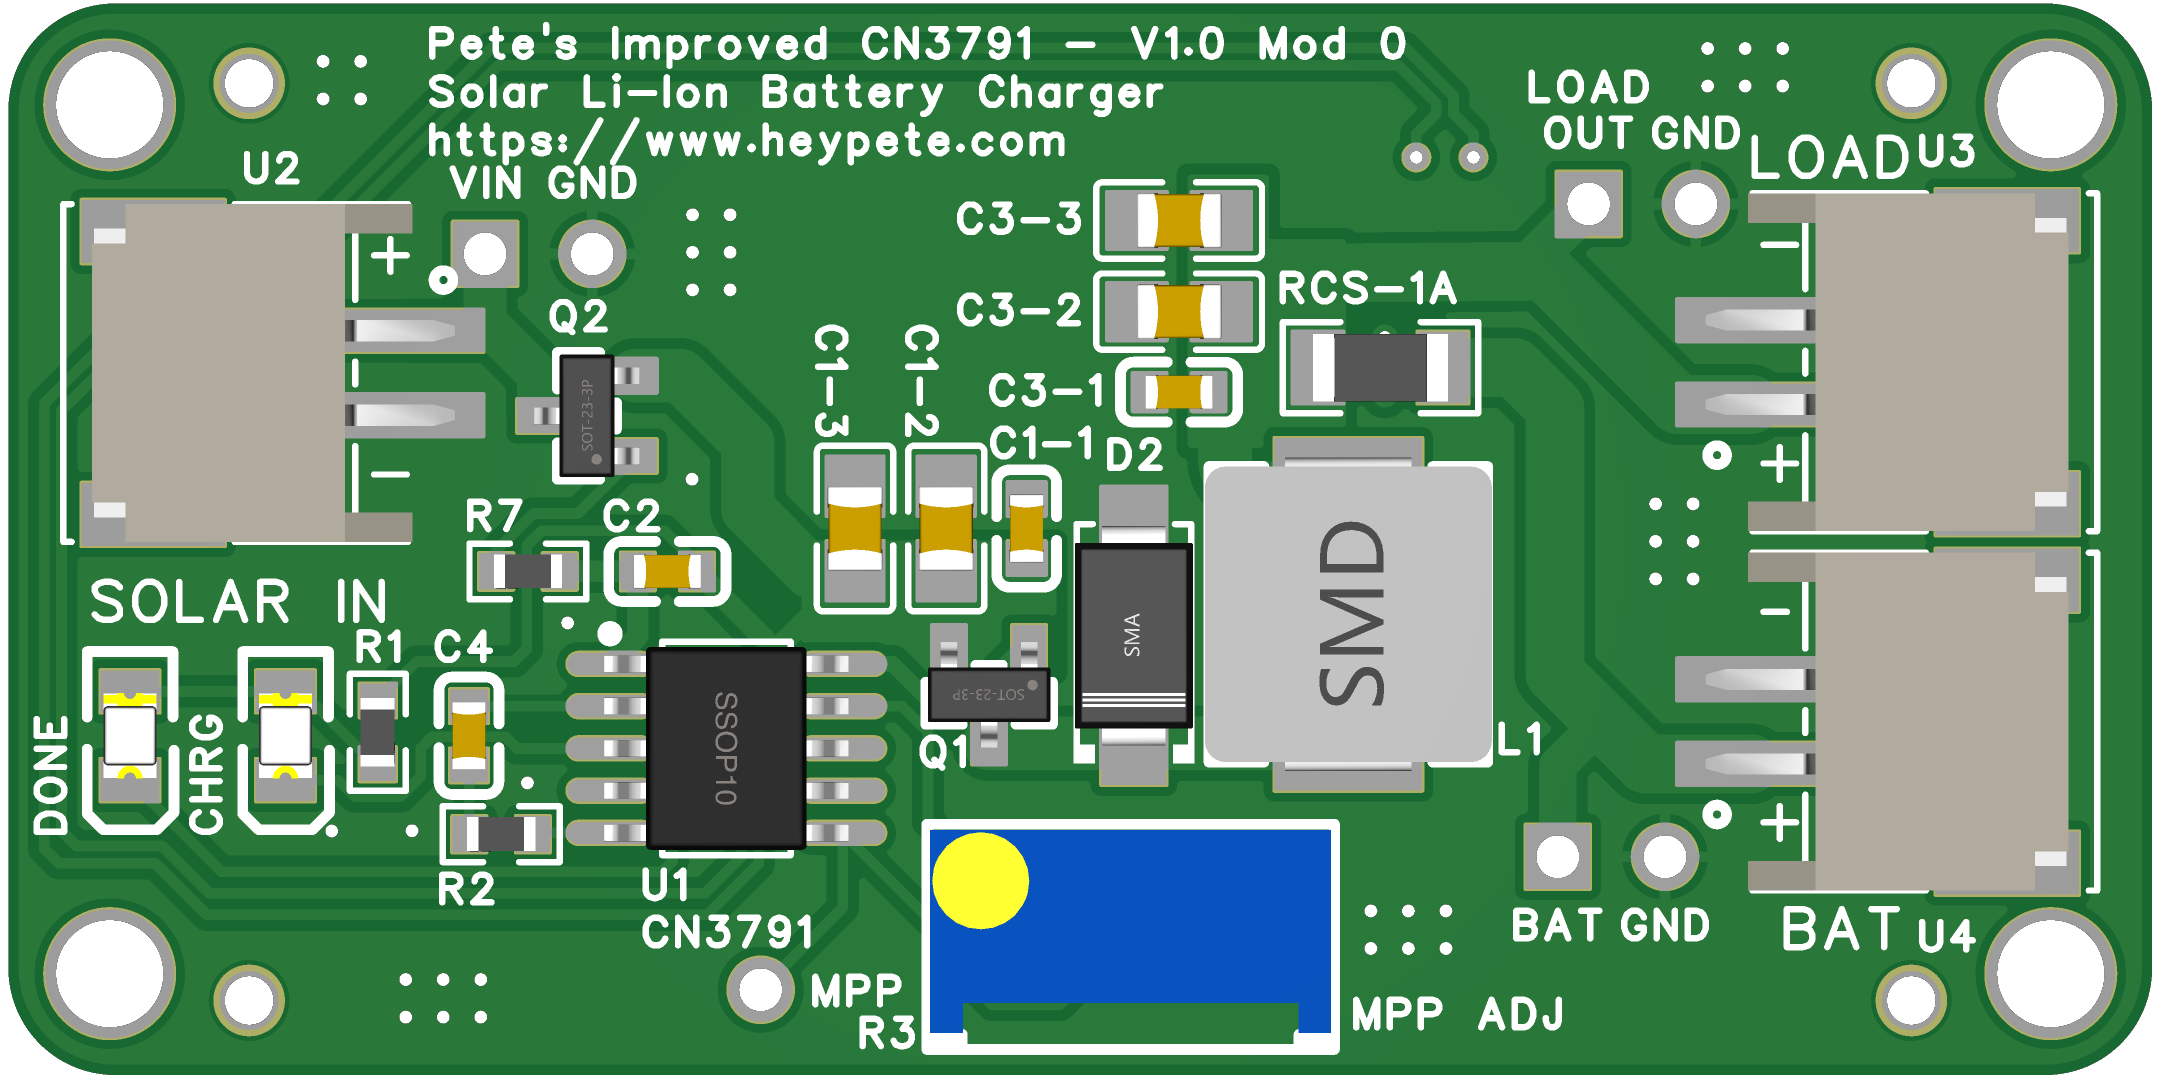 Pete's Improved CN3791 - V1.0 Mod 0
Solar Li-Ion Battery Charger
https://www.heypete.com
U2
VIN GND
LOAD
OUT GND
LOAD U3
C3-3
C3-2
C3-1
RCS-1A
Q2
+
-
SOT-23-3P
C1-3
C1-2
C1-1
D2
-
+
R7
C2
SOLAR IN
SMA
SMD
-
+
R1
C4
DONE
CHRG
SSOP10
SOT-23-3P
Q1
L1
R2
U1
CN3791
BAT GND
BAT U4
MPP
R3
MPP ADJ